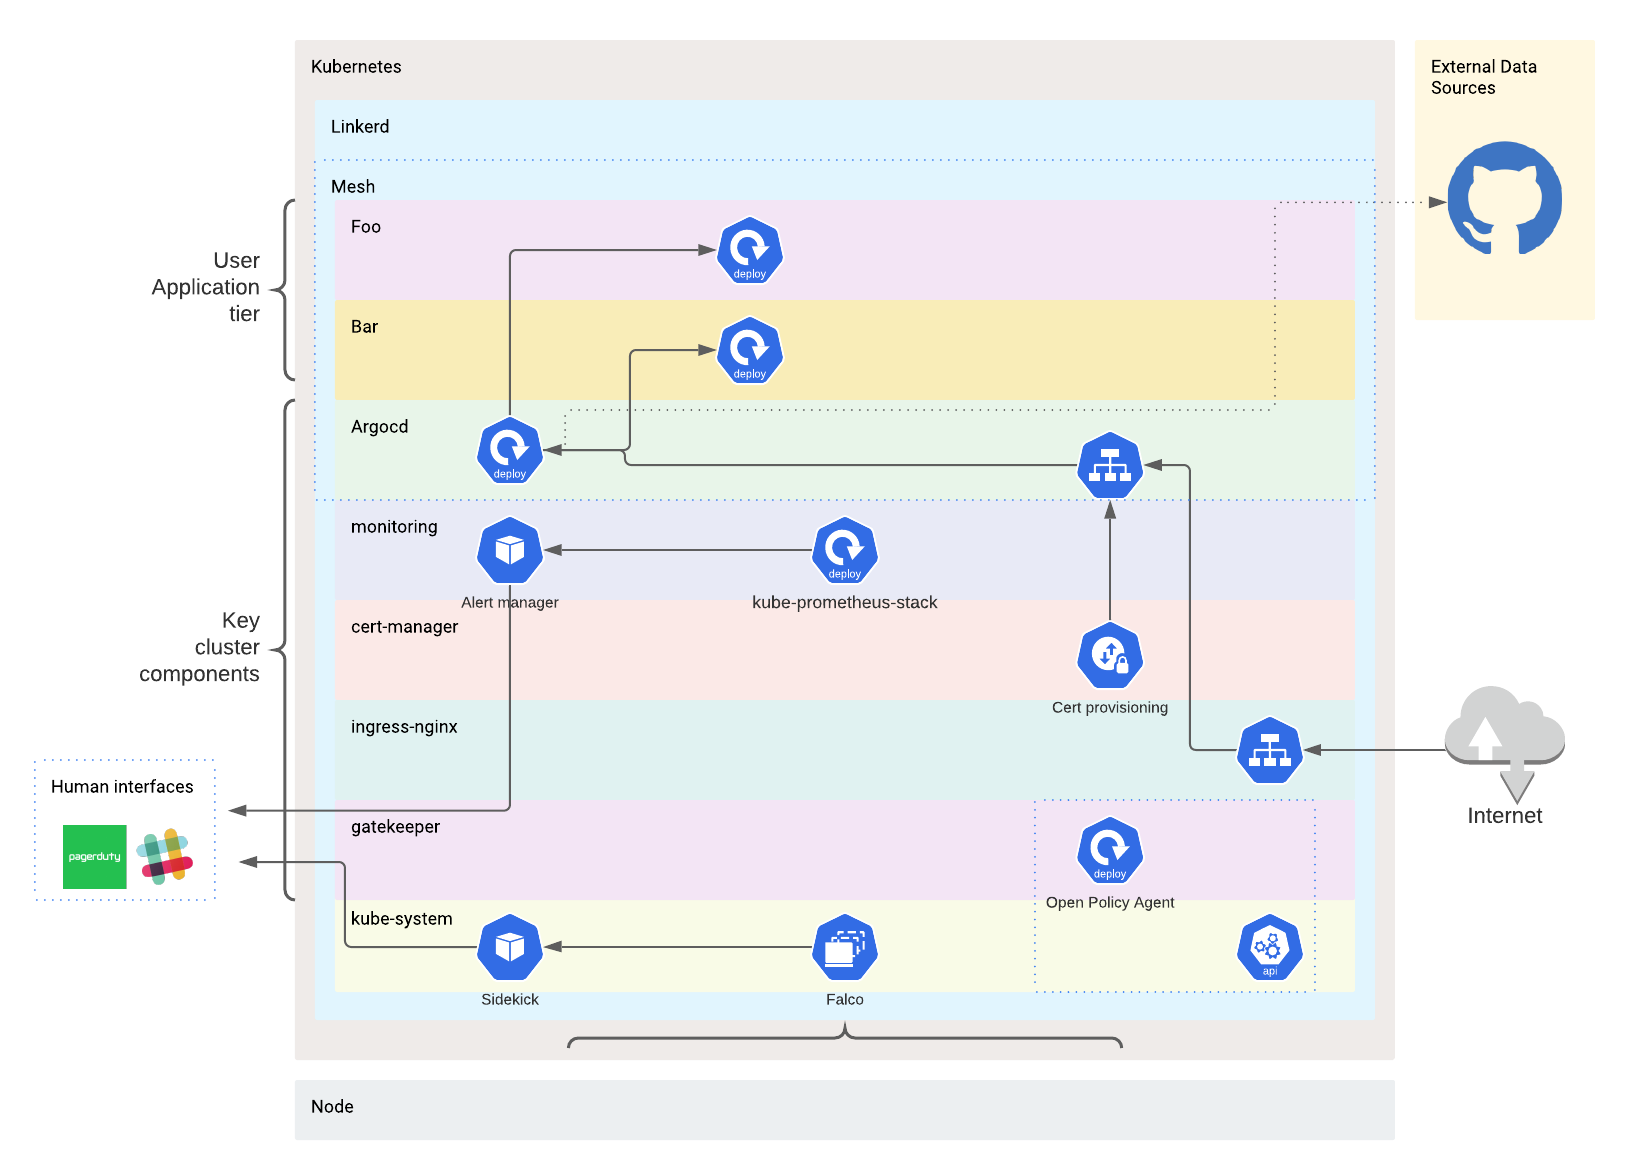 Kubernetes
External Data
Sources
Linkerd
Mesh
Foo
deploy
User
Application
tier
Bar
deploy
Argocd
deploy
monitoring
deploy
Alert manager
kube-prometheus-stack
Key
cluster
components
cert-manager
Cert provisioning
ingress-nginx
Internet
Human interfaces
pagerduty
gatekeeper
deploy
Open Policy Agent
kube-system
api
Sidekick
Falco
Node